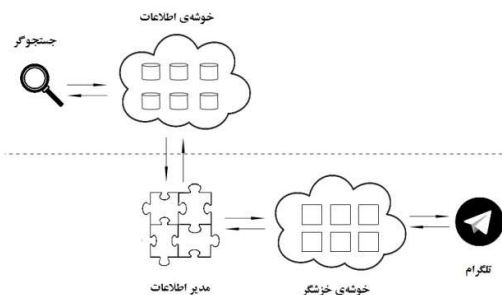 خوشه‌ی اطلاعات
جستجوگر
تلگرام
مدیر اطلاعات
خوشه‌ی خزشگر